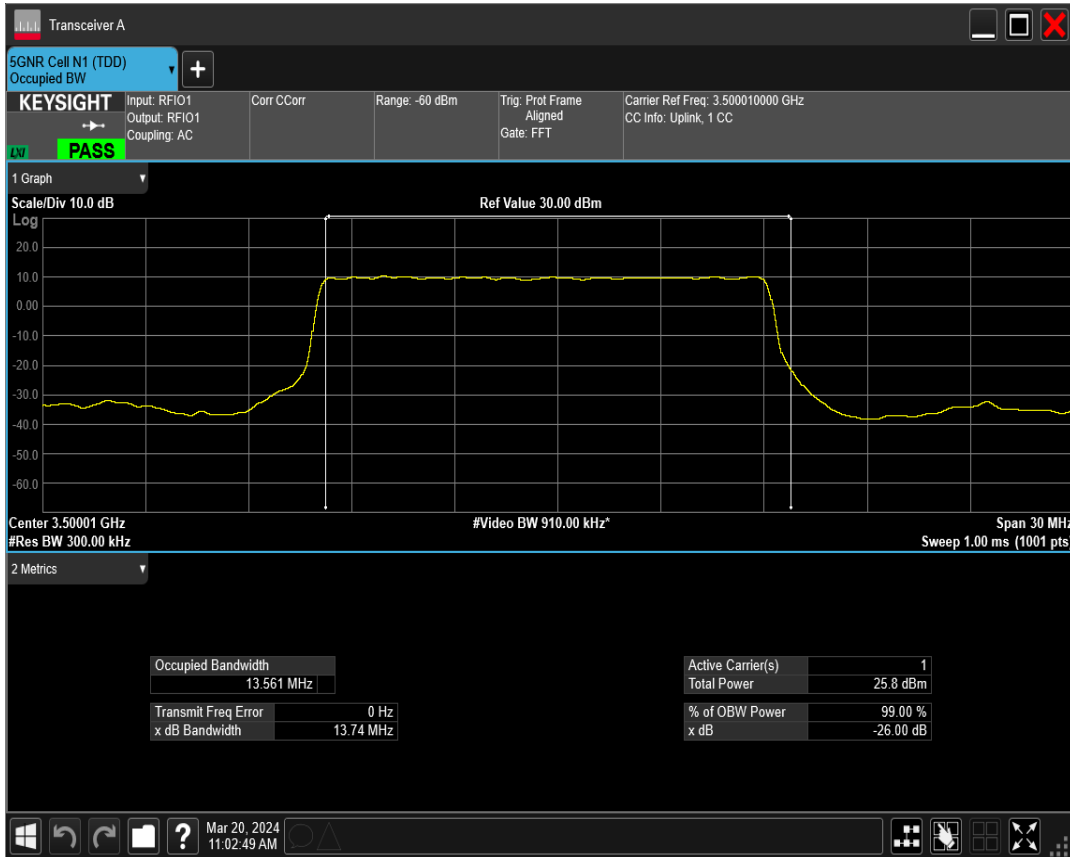 Transceiver A
5GNR Cell N1 (TDD)
Occupied BW
KEYSIGHT
Input: RFIO1
Output: RFIO1
Coupling: AC
Corr CCorr
Range: -60 dBm
Trig: Prot Frame
Aligned
Gate: FFT
Carrier Ref Freq: 3.500010000 GHz
CC Info: Uplink, 1 CC
LXI
PASS
1 Graph
Scale/Div 10.0 dB
Ref Value 30.00 dBm
Log
20.0
10.0
0.00
-10.0
-20.0
-30.0
-40.0
-50.0
-60.0
Center 3.50001 GHz
#Video BW 910.00 kHz*
Span 30 MHz
#Res BW 300.00 kHz
Sweep 1.00 ms (1001 pts)
2 Metrics
Occupied Bandwidth
13.561 MHz
Transmit Freq Error 0 Hz
x dB Bandwidth 13.74 MHz
Active Carrier(s) 1
Total Power 25.8 dBm
% of OBW Power 99.00 %
x dB -26.00 dB
?
Mar 20, 2024
11:02:49 AM